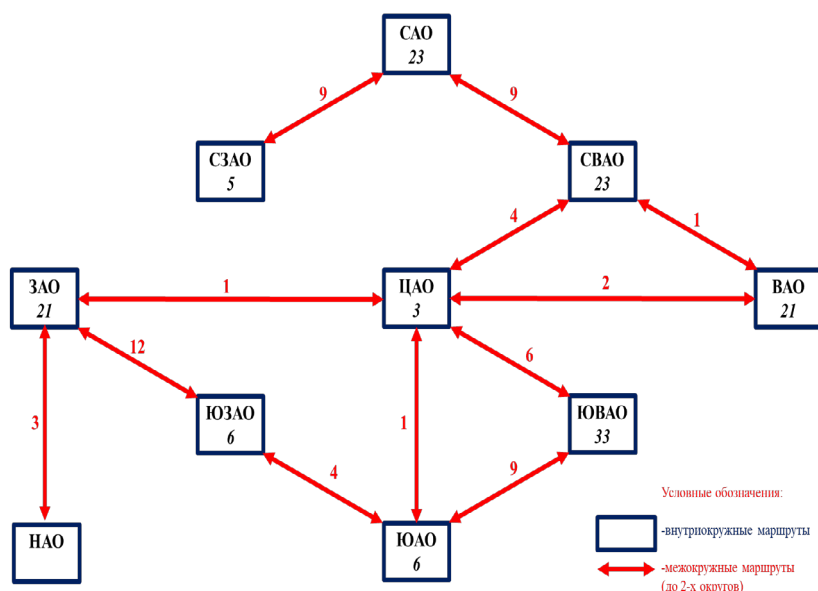 САО
23
9
9
СЗАО
5
СВАО
23
4
1
ЗАО
21
1
ЦАО
3
2
ВАО
21
12
6
3
ЮЗАО
6
1
ЮВАО
33
4
9
НАО
ЮАО
6
Условные обозначения:
-внутриокружные маршруты
-межокружные маршруты
(до 2-х округов)